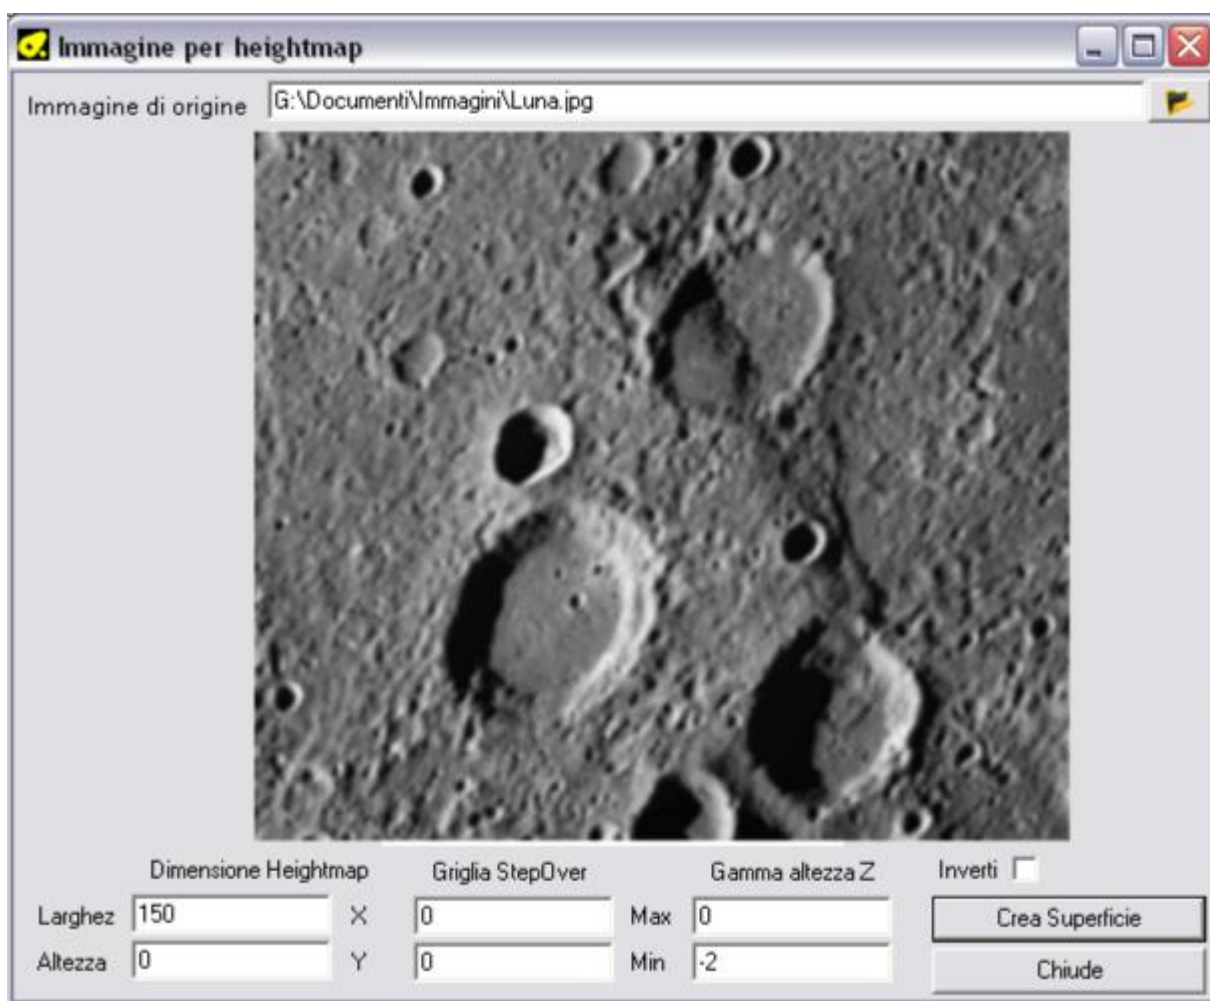 Immagine per heightmap
Immagine di origine G:\Documenti\Immagini\Luna.jpg
Dimensione Heightmap Griglia StepOver Gamma altezza Z Inverti
Larghez 150 X 0 Max 0 Crea Superficie
Altezza 0 Y 0 Min -2 Chiude